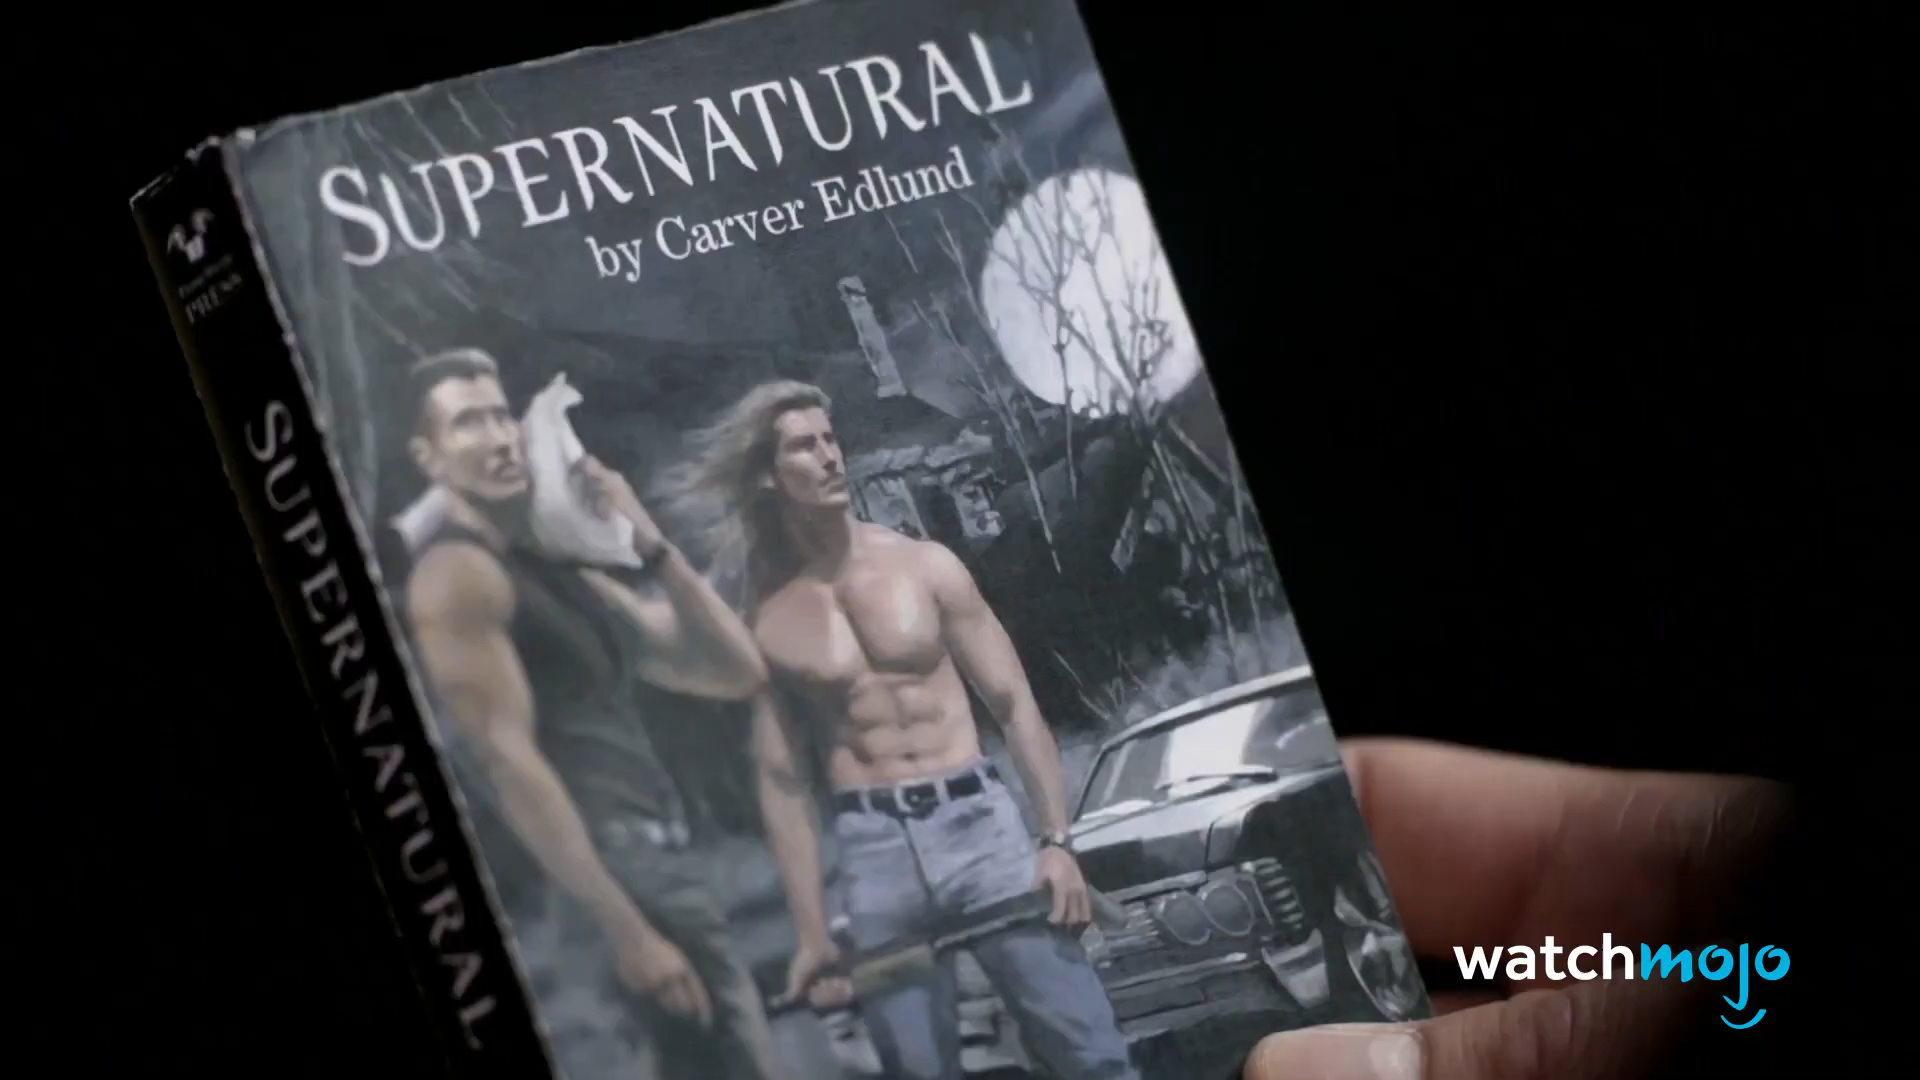 SUPERNATURAL
by Carver Edlund
PRESS
SUPERNATURAL
watchmojo